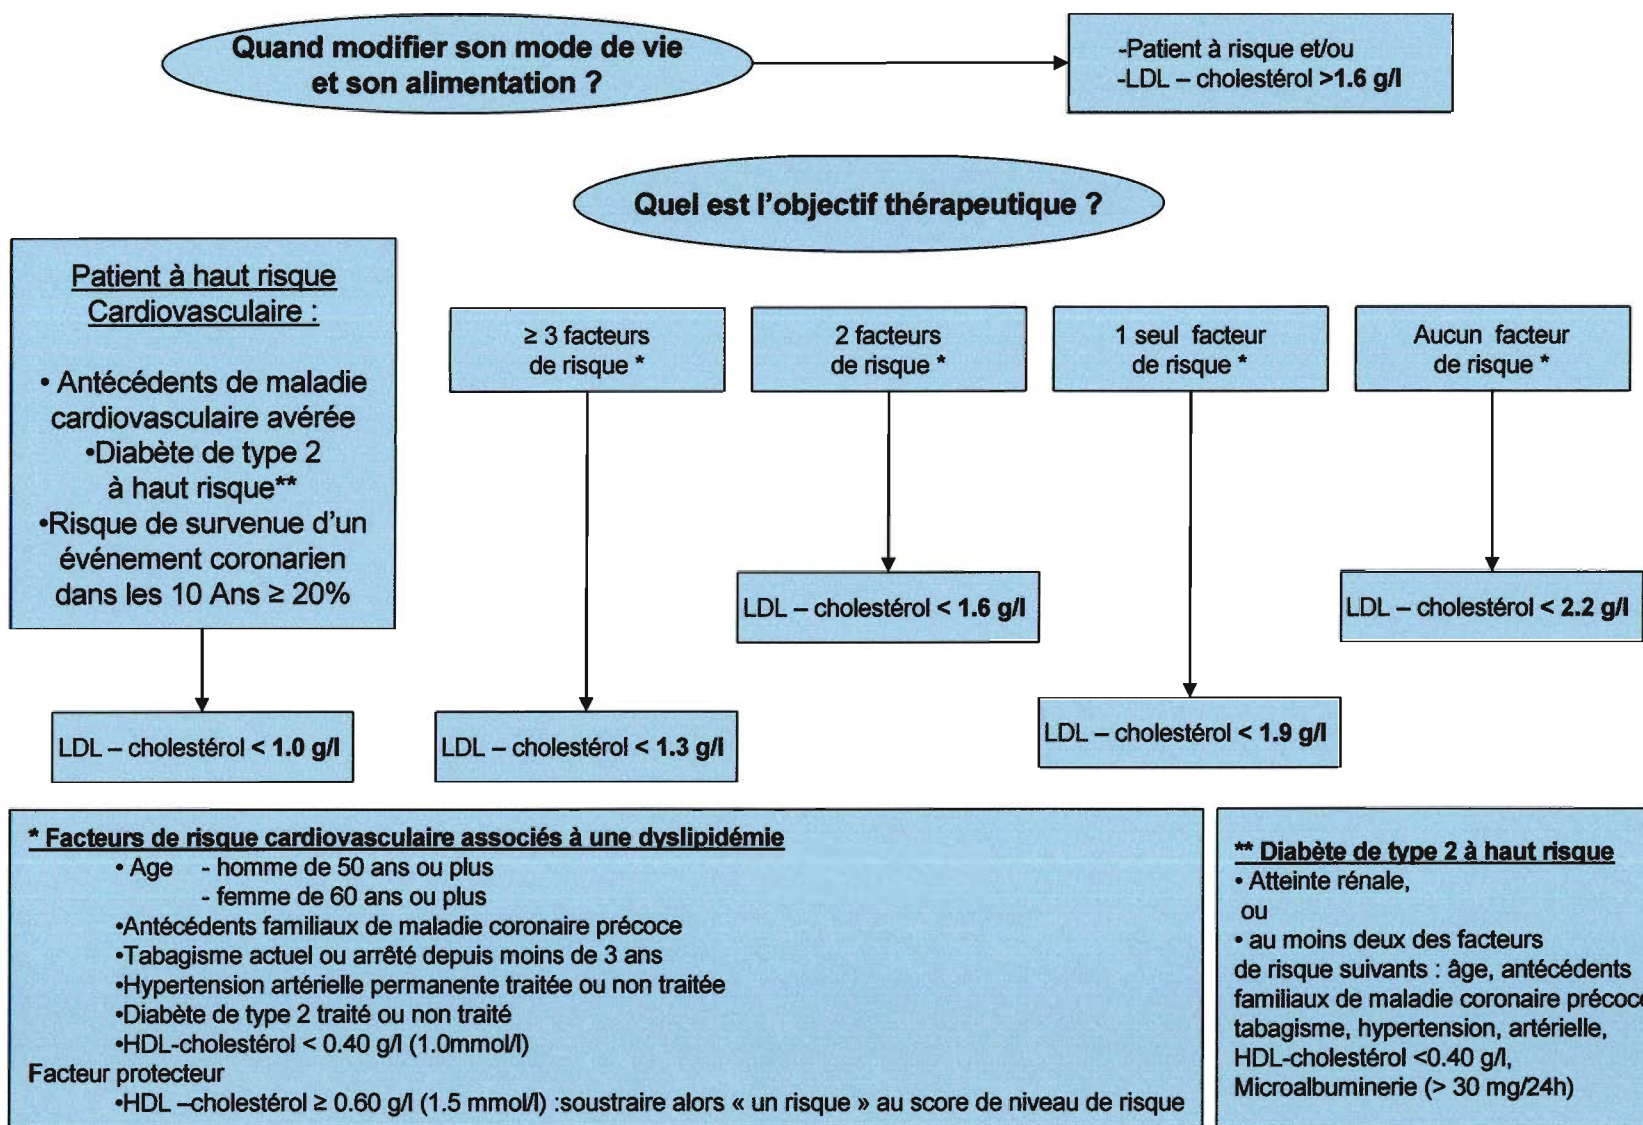 Quand modifier son mode de vie
et son alimentation ?
-Patient à risque et/ou
-LDL – cholestérol >1.6 g/l
Quel est l'objectif thérapeutique ?
Patient à haut risque
Cardiovasculaire :
• Antécédents de maladie
cardiovasculaire avérée
•Diabète de type 2
à haut risque**
•Risque de survenue d'un
événement coronarien
dans les 10 Ans ≥ 20%
≥ 3 facteurs
de risque *
2 facteurs
de risque *
1 seul facteur
de risque *
Aucun facteur
de risque *
LDL – cholestérol < 1.0 g/l
LDL – cholestérol < 1.3 g/l
LDL – cholestérol < 1.6 g/l
LDL – cholestérol < 1.9 g/l
LDL – cholestérol < 2.2 g/l
* Facteurs de risque cardiovasculaire associés à une dyslipidémie
• Age - homme de 50 ans ou plus
- femme de 60 ans ou plus
•Antécédents familiaux de maladie coronaire précoce
•Tabagisme actuel ou arrêté depuis moins de 3 ans
•Hypertension artérielle permanente traitée ou non traitée
•Diabète de type 2 traité ou non traité
•HDL-cholestérol < 0.40 g/l (1.0mmol/l)
Facteur protecteur
•HDL –cholestérol ≥ 0.60 g/l (1.5 mmol/l) :soustraire alors « un risque » au score de niveau de risque
** Diabète de type 2 à haut risque
• Atteinte rénale,
ou
• au moins deux des facteurs
de risque suivants : âge, antécédents
familiaux de maladie coronaire précoce
tabagisme, hypertension, artérielle,
HDL-cholestérol <0.40 g/l,
Microalbuminerie (> 30 mg/24h)